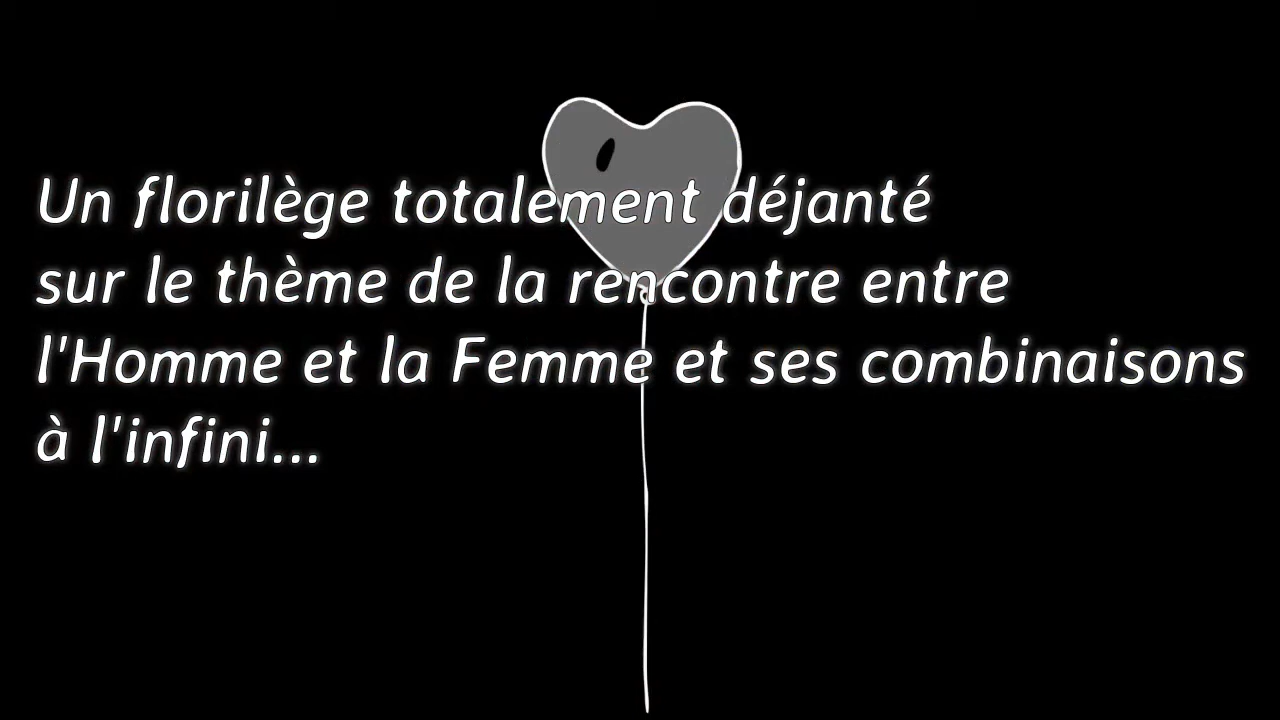 Un florilège totalement déjanté
sur le thème de la rencontre entre
l'Homme et la Femme et ses combinaisons
à l'infini...